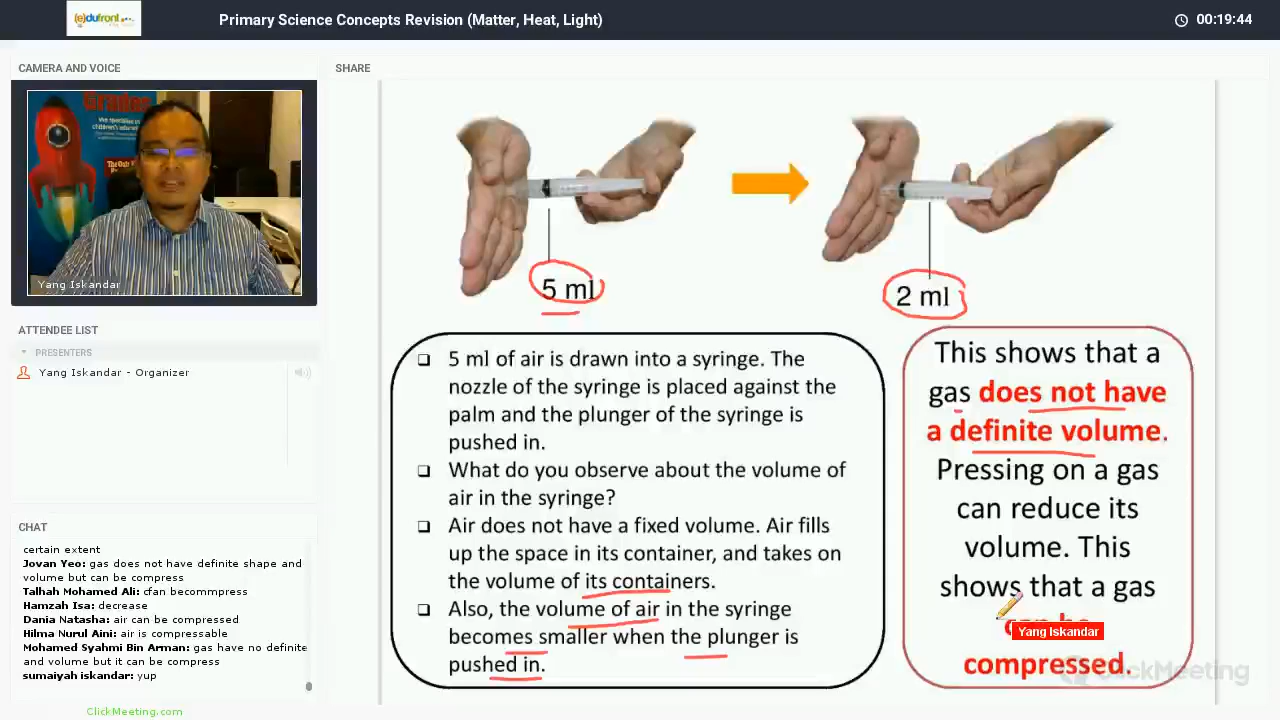 (e)dufront
Primary Science Concepts Revision (Matter, Heat, Light)
00:19:44
CAMERA AND VOICE
SHARE
Grades
Yang Iskandar
ATTENDEE LIST
PRESENTERS
Yang Iskandar - Organizer
CHAT
certain extent
Jovan Yeo: gas does not have definite shape and
volume but can be compress
Talhah Mohamed Ali: cfan becommpress
Hamzah Isa: decrease
Dania Natasha: air can be compressed
Hilma Nurul Aini: air is compressable
Mohamed Syahmi Bin Arman: gas have no definite
and volume but it can be compress
sumaiyah iskandar: yup
ClickMeeting.com
5 ml
2 ml
5 ml of air is drawn into a syringe. The
nozzle of the syringe is placed against the
palm and the plunger of the syringe is
pushed in.
What do you observe about the volume of
air in the syringe?
Air does not have a fixed volume. Air fills
up the space in its container, and takes on
the volume of its containers.
Also, the volume of air in the syringe
becomes smaller when the plunger is
pushed in.
This shows that a
gas does not have
a definite volume.
Pressing on a gas
can reduce its
volume. This
shows that a gas
Yang Iskandar
compressed.
ClickMeeting